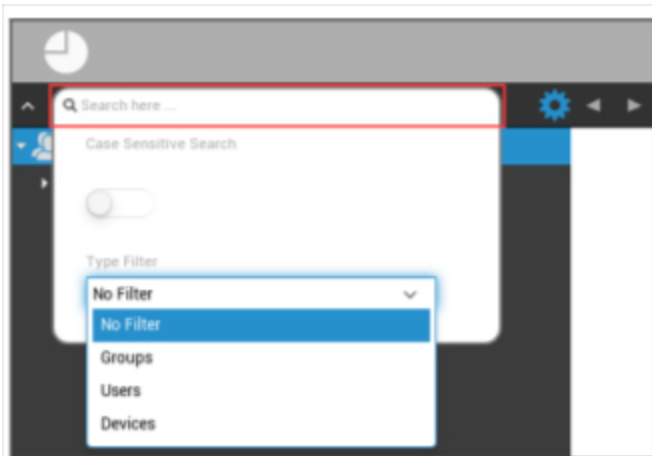 Search here ...
Case Sensitive Search
Type Filter
No Filter
No Filter
Groups
Users
Devices